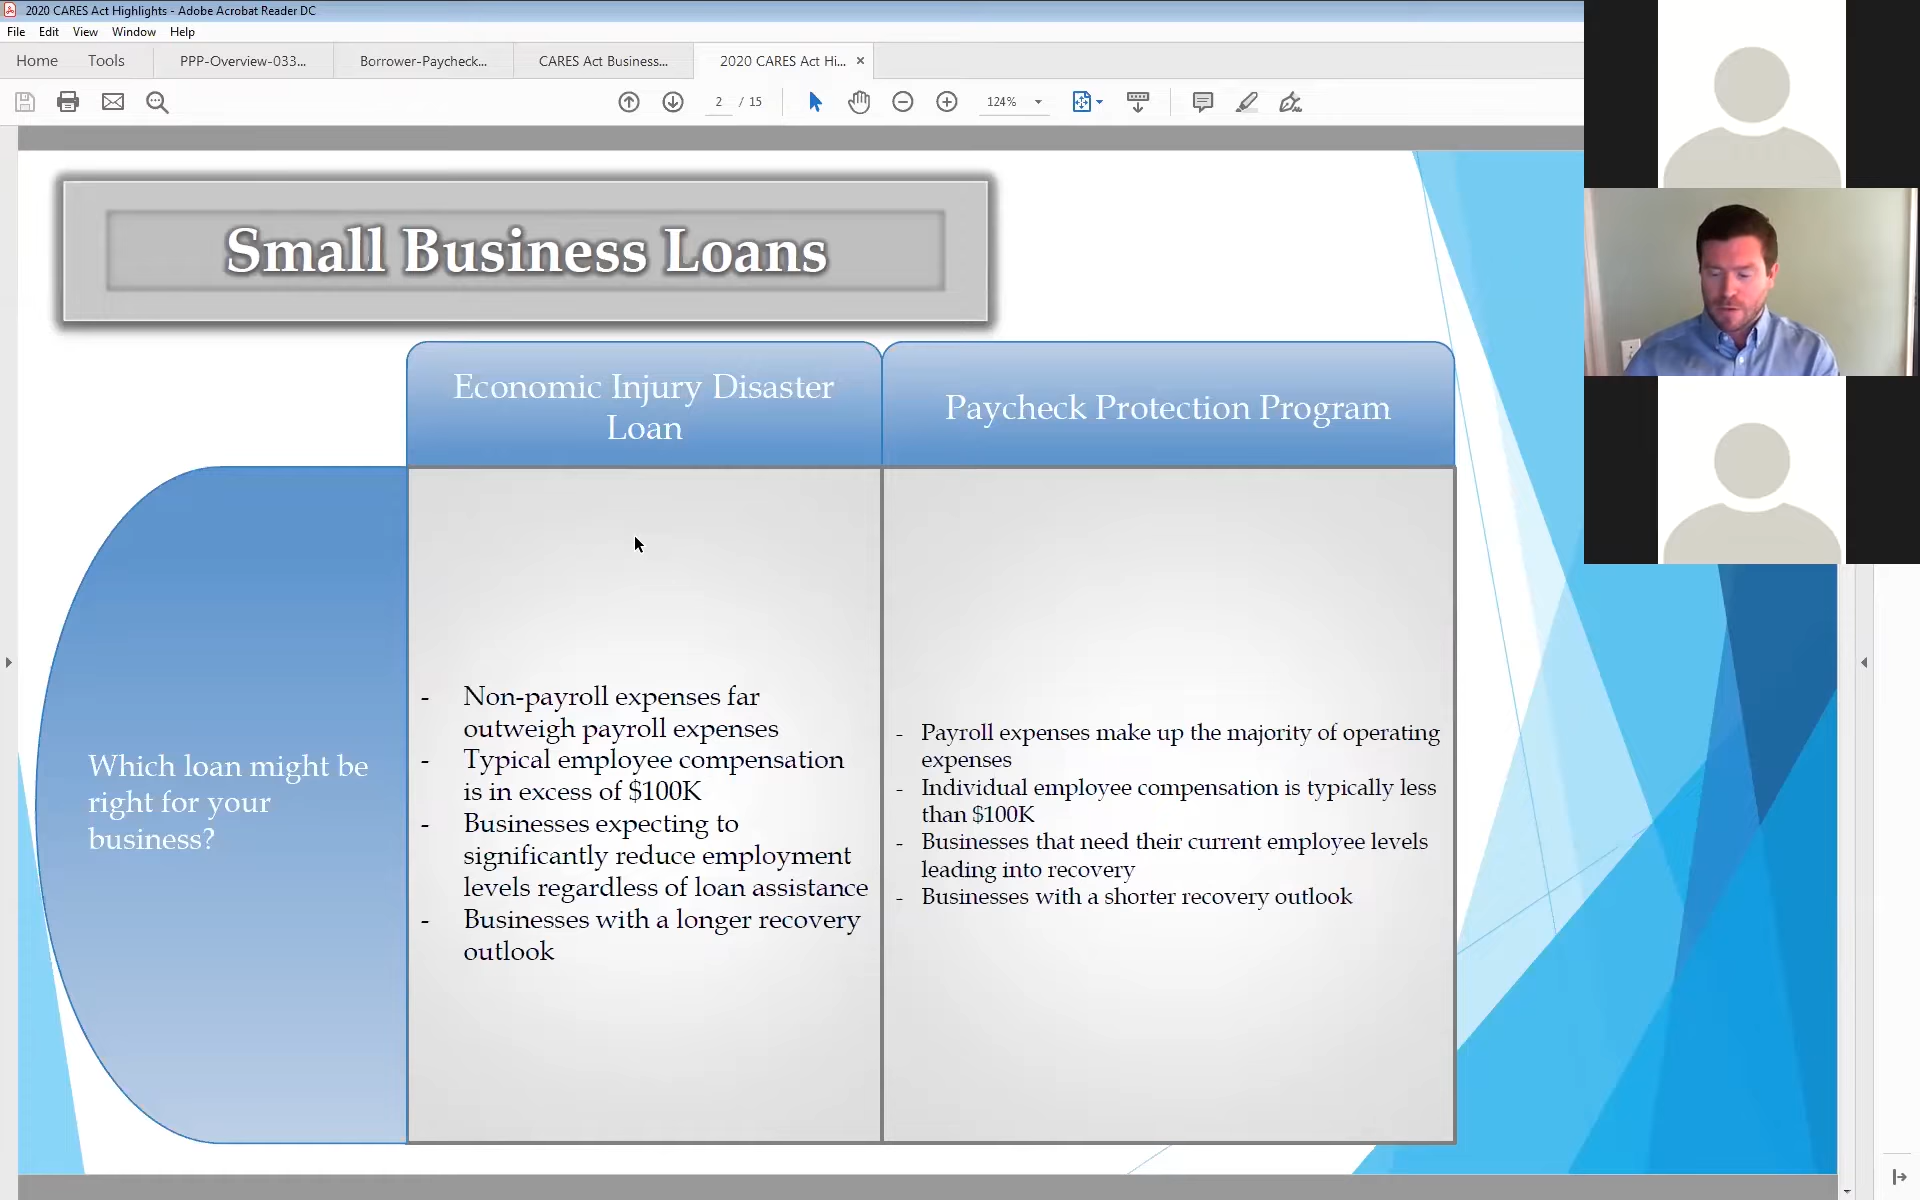 2020 CARES Act Highlights - Adobe Acrobat Reader DC
File Edit View Window Help
Home Tools PPP-Overview-033... Borrower-Paycheck... CARES Act Business... 2020 CARES Act Hi... ×
2 / 15 124%
Small Business Loans
Economic Injury Disaster
Loan
Paycheck Protection Program
Which loan might be
right for your
business?
- Non-payroll expenses far
outweigh payroll expenses
- Typical employee compensation
is in excess of $100K
- Businesses expecting to
significantly reduce employment
levels regardless of loan assistance
- Businesses with a longer recovery
outlook
- Payroll expenses make up the majority of operating
expenses
- Individual employee compensation is typically less
than $100K
- Businesses that need their current employee levels
leading into recovery
- Businesses with a shorter recovery outlook